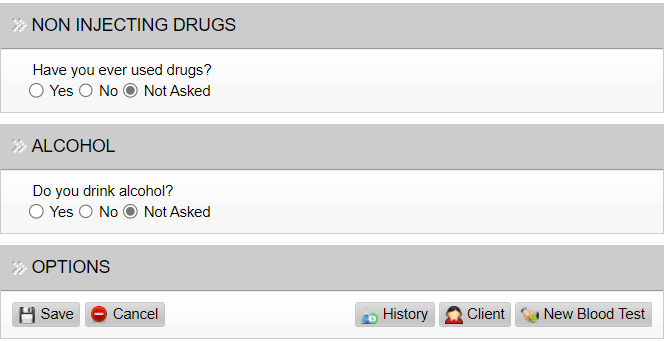 NON INJECTING DRUGS
Have you ever used drugs?
Yes No Not Asked
ALCOHOL
Do you drink alcohol?
Yes No Not Asked
OPTIONS
Save Cancel History Client New Blood Test